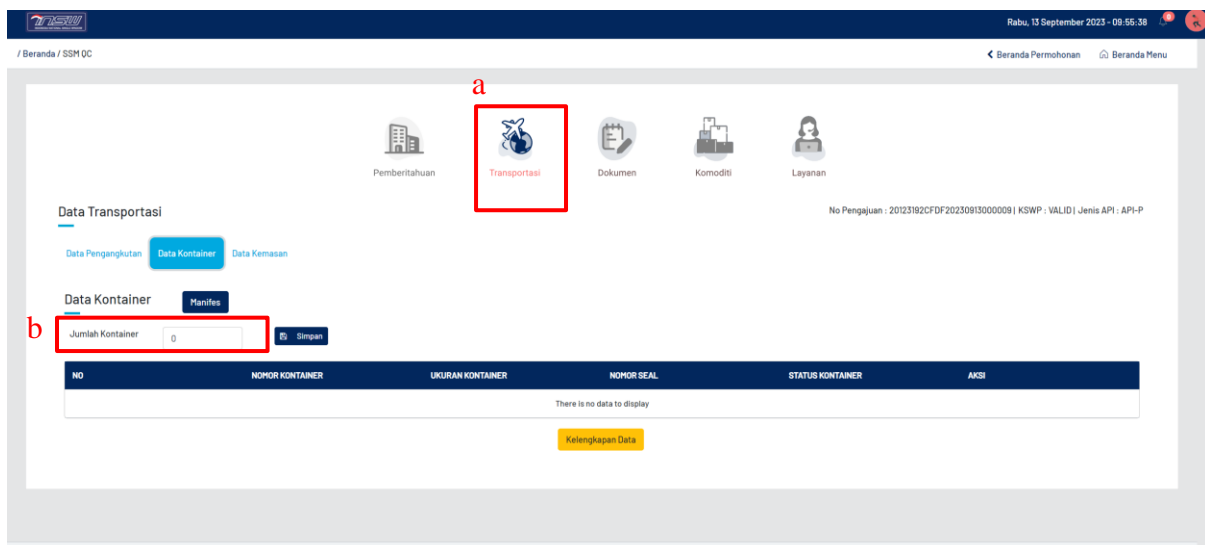 Rabu, 13 September 2023 - 09:55:38
/ Beranda / SSM QC
Beranda Permohonan
Beranda Menu
a
Pemberitahuan
Transportasi
Dokumen
Komoditi
Layanan
Data Transportasi
No Pengajuan : 20123192CFDF20230913000009 | KSWP : VALID | Jenis API : API-P
Data Pengangkutan
Data Kontainer
Data Kemasan
Data Kontainer
Manifes
b
Jumlah Kontainer
0
Simpan
NO NOMOR KONTAINER UKURAN KONTAINER NOMOR SEAL STATUS KONTAINER AKSI
There is no data to display
Kelengkapan Data